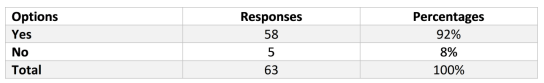 Options Responses Percentages
Yes 58 92%
No 5 8%
Total 63 100%